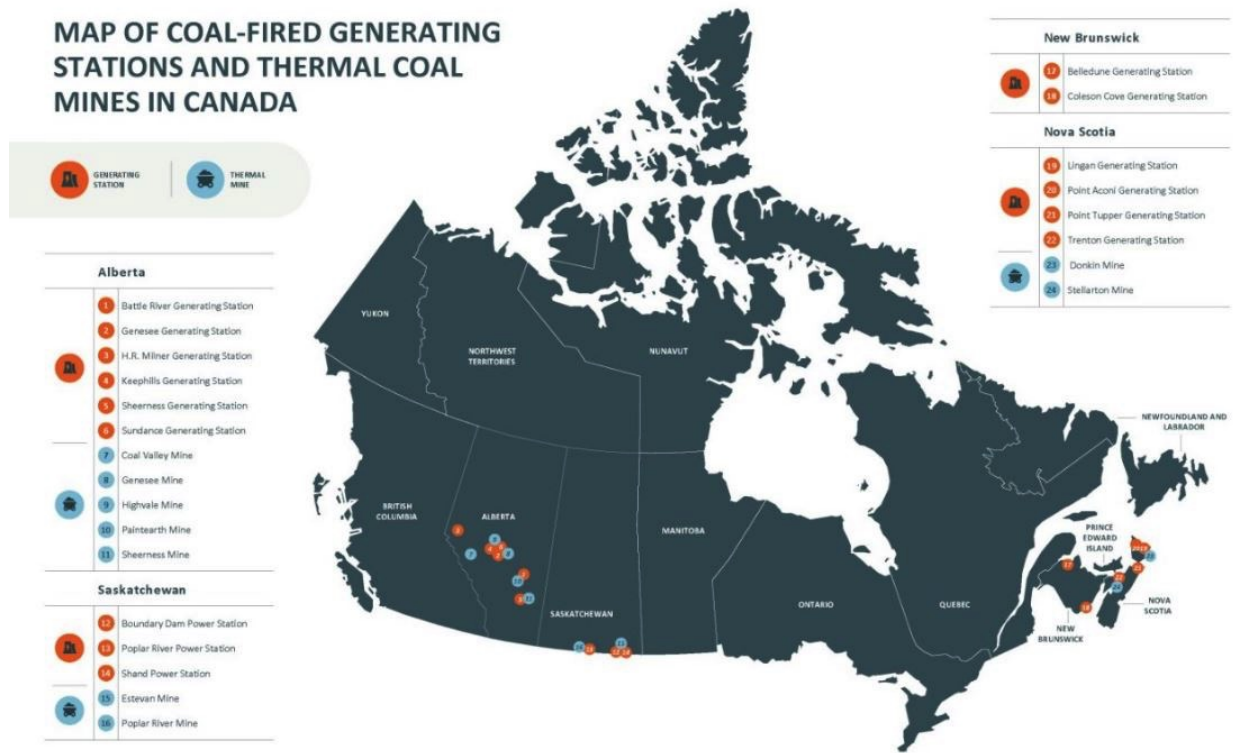 MAP OF COAL-FIRED GENERATING
STATIONS AND THERMAL COAL
MINES IN CANADA
GENERATING
STATION
THERMAL
MINE
Alberta
1 Battle River Generating Station
2 Genesee Generating Station
3 H.R. Milner Generating Station
4 Keephills Generating Station
5 Sheerness Generating Station
6 Sundance Generating Station
7 Coal Valley Mine
8 Genesee Mine
9 Highvale Mine
10 Paintearth Mine
11 Sheerness Mine
Saskatchewan
12 Boundary Dam Power Station
13 Poplar River Power Station
14 Shand Power Station
15 Estevan Mine
16 Poplar River Mine
New Brunswick
17 Belledune Generating Station
18 Coleson Cove Generating Station
Nova Scotia
19 Lingan Generating Station
20 Point Aconi Generating Station
21 Point Tupper Generating Station
22 Trenton Generating Station
23 Donkin Mine
24 Stellarton Mine
YUKON
NORTHWEST
TERRITORIES
NUNAVUT
NEWFOUNDLAND AND
LABRADOR
BRITISH
COLUMBIA
ALBERTA
MANITOBA
PRINCE
EDWARD
ISLAND
SASKATCHEWAN
ONTARIO
QUEBEC
NOVA
SCOTIA
NEW
BRUNSWICK
17
18
21
22